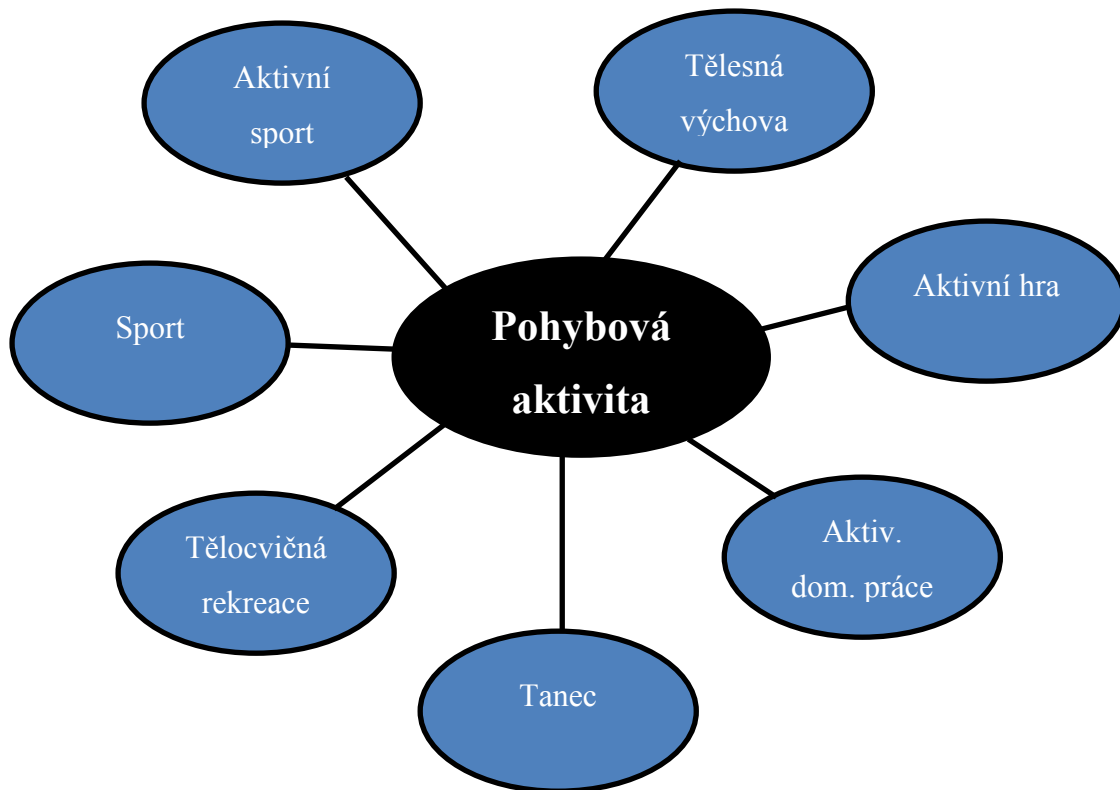 Aktivní
sport
Tělesná
výchova
Aktivní hra
Sport
Pohybová
aktivita
Tělocvičná
rekreace
Aktiv.
dom. práce
Tanec